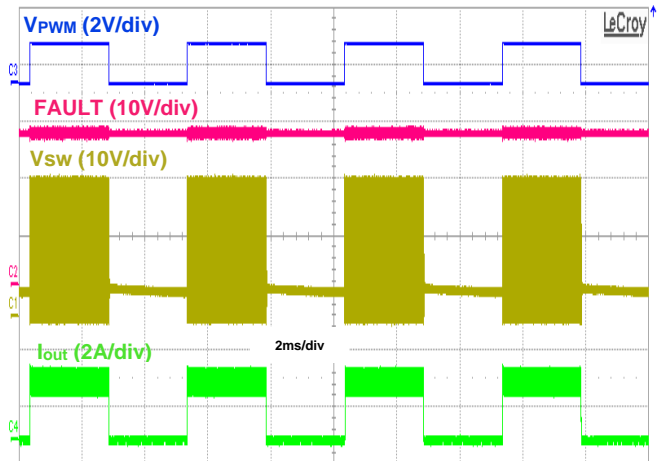 VPWM (2V/div)
LeCroy
C3
FAULT (10V/div)
Vsw (10V/div)
C2
C1
2ms/div
Iout (2A/div)
C4